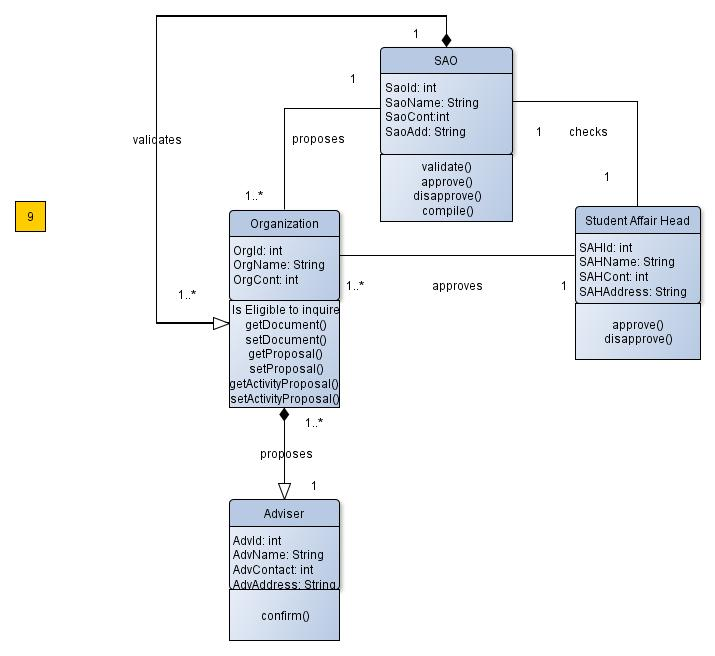 1
SAO
SaoId: int
SaoName: String
SaoCont:int
SaoAdd: String
validate()
approve()
disapprove()
compile()
1
validates
proposes
1
checks
1
1..*
9
Organization
OrgId: int
OrgName: String
OrgCont: int
Is Eligible to inquire
getDocument()
setDocument()
getProposal()
setProposal()
getActivityProposal()
setActivityProposal()
Student Affair Head
SAHId: int
SAHName: String
SAHCont: int
SAHAddress: String
approve()
disapprove()
1..*
1..*
approves
1
1..*
proposes
1
Adviser
AdvId: int
AdvName: String
AdvContact: int
AdvAddress: String
confirm()